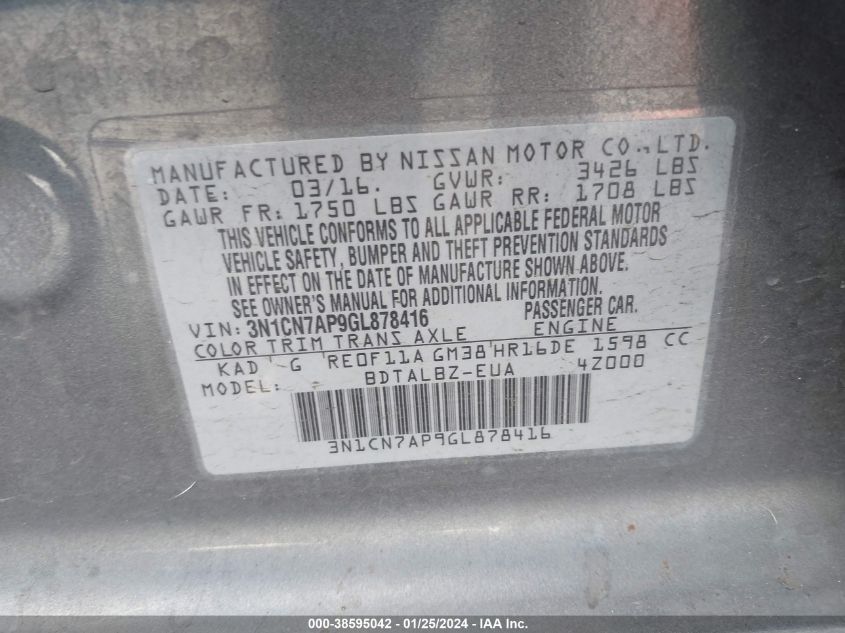 MANUFACTURED BY NISSAN MOTOR CO., LTD.
DATE: 03/16. GVWR: 3426 LBS
GAWR FR: 1750 LBS GAWR RR: 1708 LBS
THIS VEHICLE CONFORMS TO ALL APPLICABLE FEDERAL MOTOR
VEHICLE SAFETY, BUMPER AND THEFT PREVENTION STANDARDS
IN EFFECT ON THE DATE OF MANUFACTURE SHOWN ABOVE.
SEE OWNER'S MANUAL FOR ADDITIONAL INFORMATION.
VIN: 3N1CN7AP9GL878416 PASSENGER CAR.
COLOR TRIM TRANS AXLE ENGINE
KAD G RE0F11A GM38 HR16DE 1598 CC
MODEL: BDTALBZ-EUA 4Z000
3N1CN7AP9GL878416
000-38595042 - 01/25/2024 - IAA Inc.